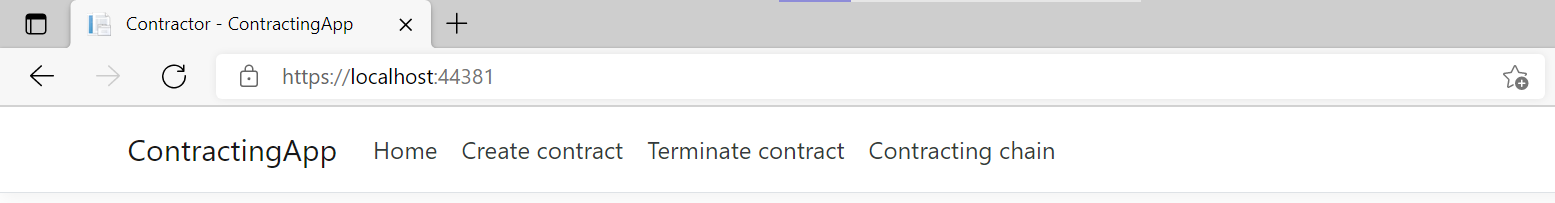 Contractor - ContractingApp
https://localhost:44381
ContractingApp Home Create contract Terminate contract Contracting chain